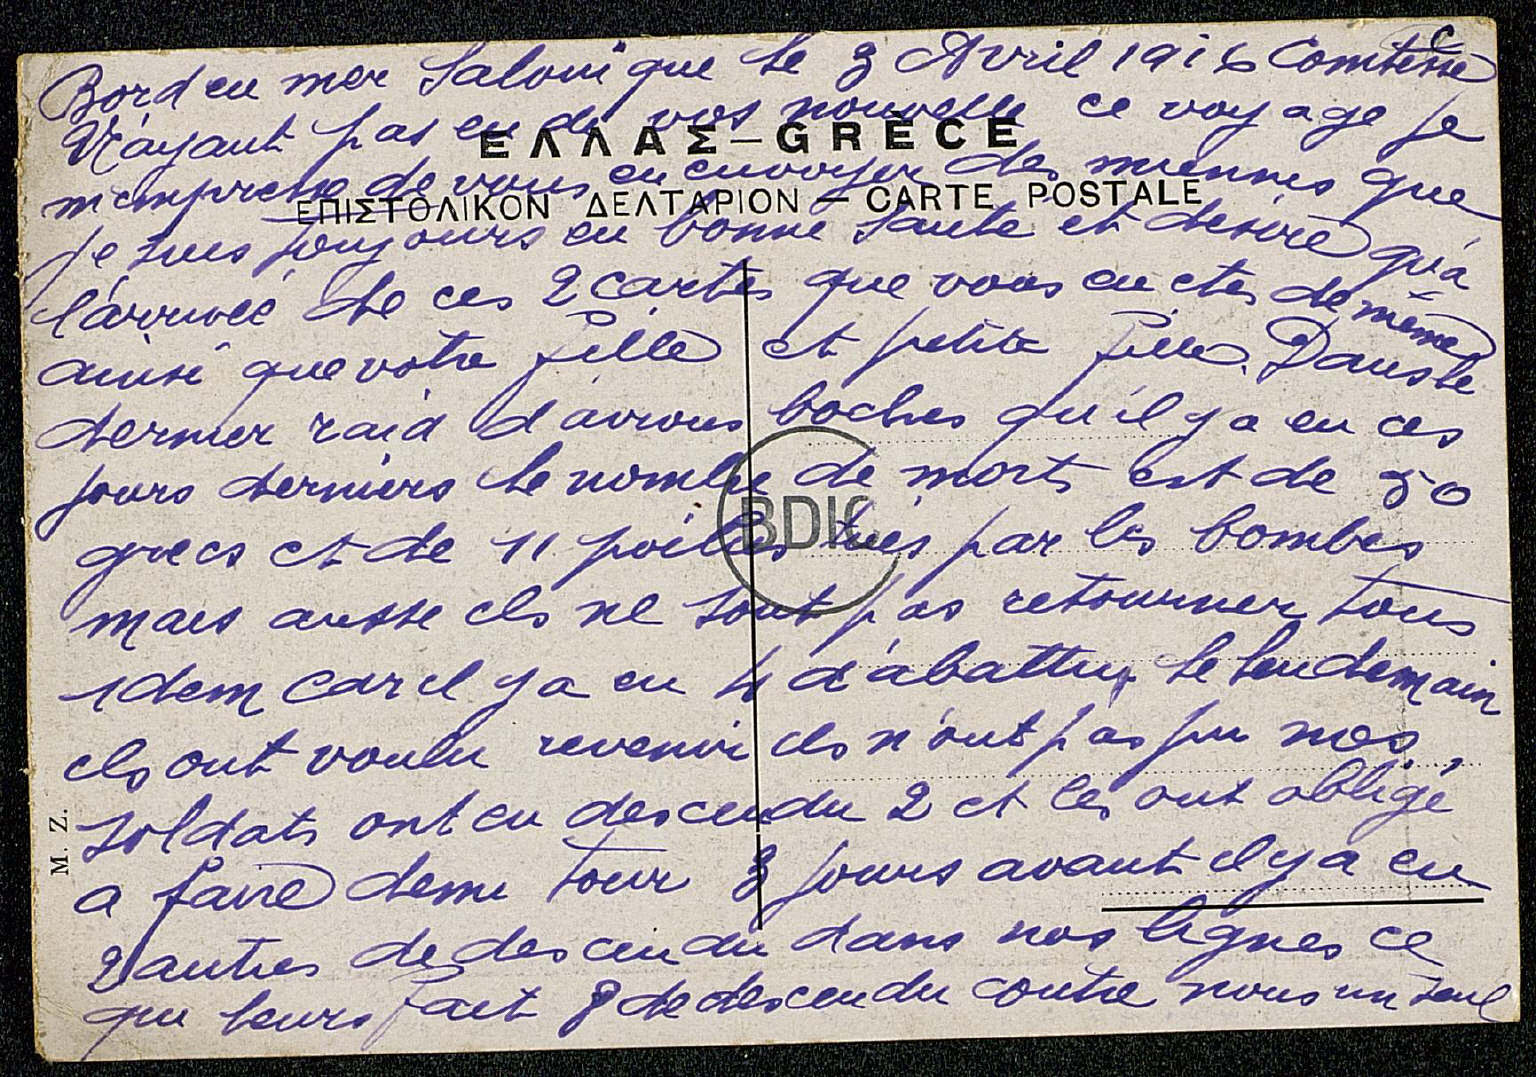 Bord en mer Salonique le 3 Avril 1916 Comtesse
N'ayant pas eu de vos nouvelle ce voyage je
ΕΛΛΑΣ – GRÈCE
m'empresse de vous en envoyer des miennes que
ΕΠΙΣΤΟΛΙΚΟΝ ΔΕΛΤΑΡΙΟΝ – CARTE POSTALE
je suis toujours en bonne sante et desire qu'a
l'arrivée de ces 2 cartes que vous en etes de même
ainsi que votre fille et petite fille. Dans le
dernier raid d'avions boches qu'il y a eu ces
jours derniers le nombre de morts est de 50
BDIC
grecs et de 11 poilus tués par les bombes
mais aussi ils ne sont pas retourner tous
idem car il y a eu 4 d'abattus le lendemain
ils ont voulu revenir ils n'ont pas pu nos
soldats ont eu descendu 2 et les ont obligé
a faire demi tour 3 jours avant il y a eu
2 autres de descendu dans nos lignes ce
qui leurs fait 8 de descendu contre nous un seul
M. Z.